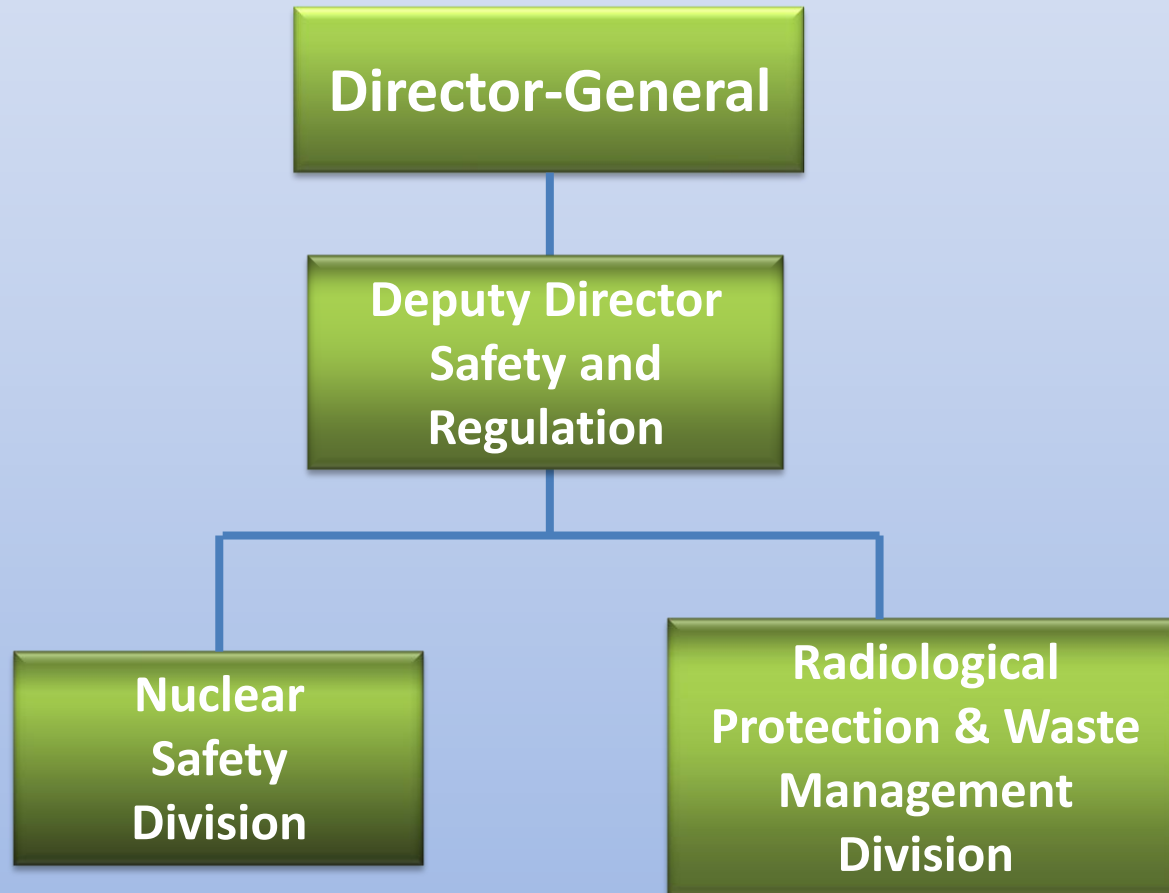 Director-General
Deputy Director
Safety and
Regulation
Nuclear
Safety
Division
Radiological
Protection & Waste
Management
Division